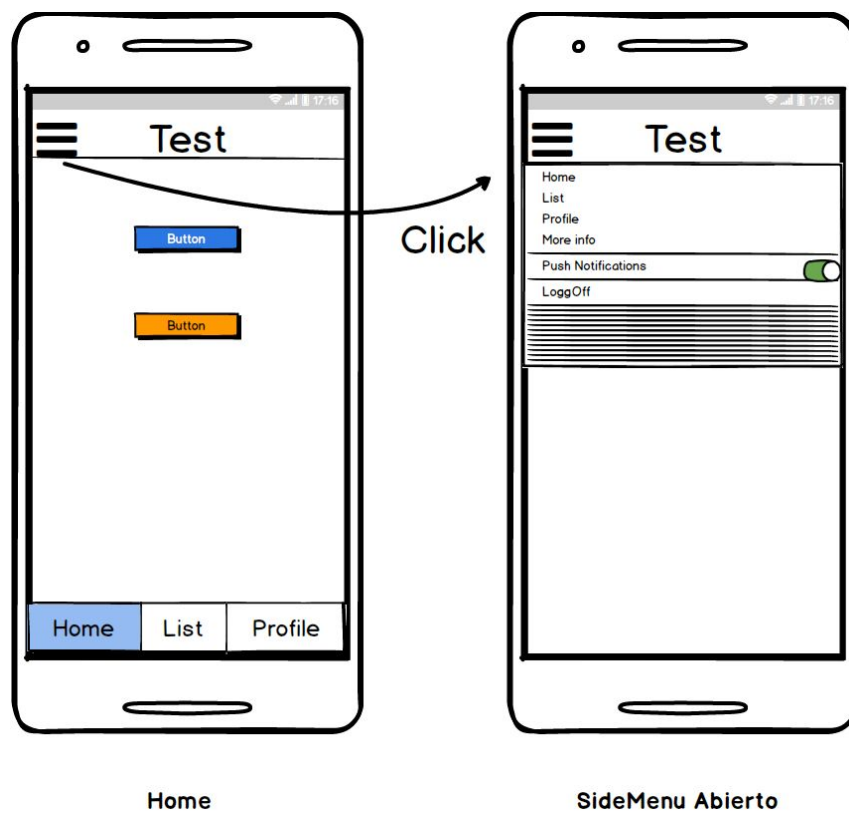 17:16
Test
Button
Button
Home
List
Profile
Click
17:16
Test
Home
List
Profile
More info
Push Notifications
LoggOff
Home
SideMenu Abierto